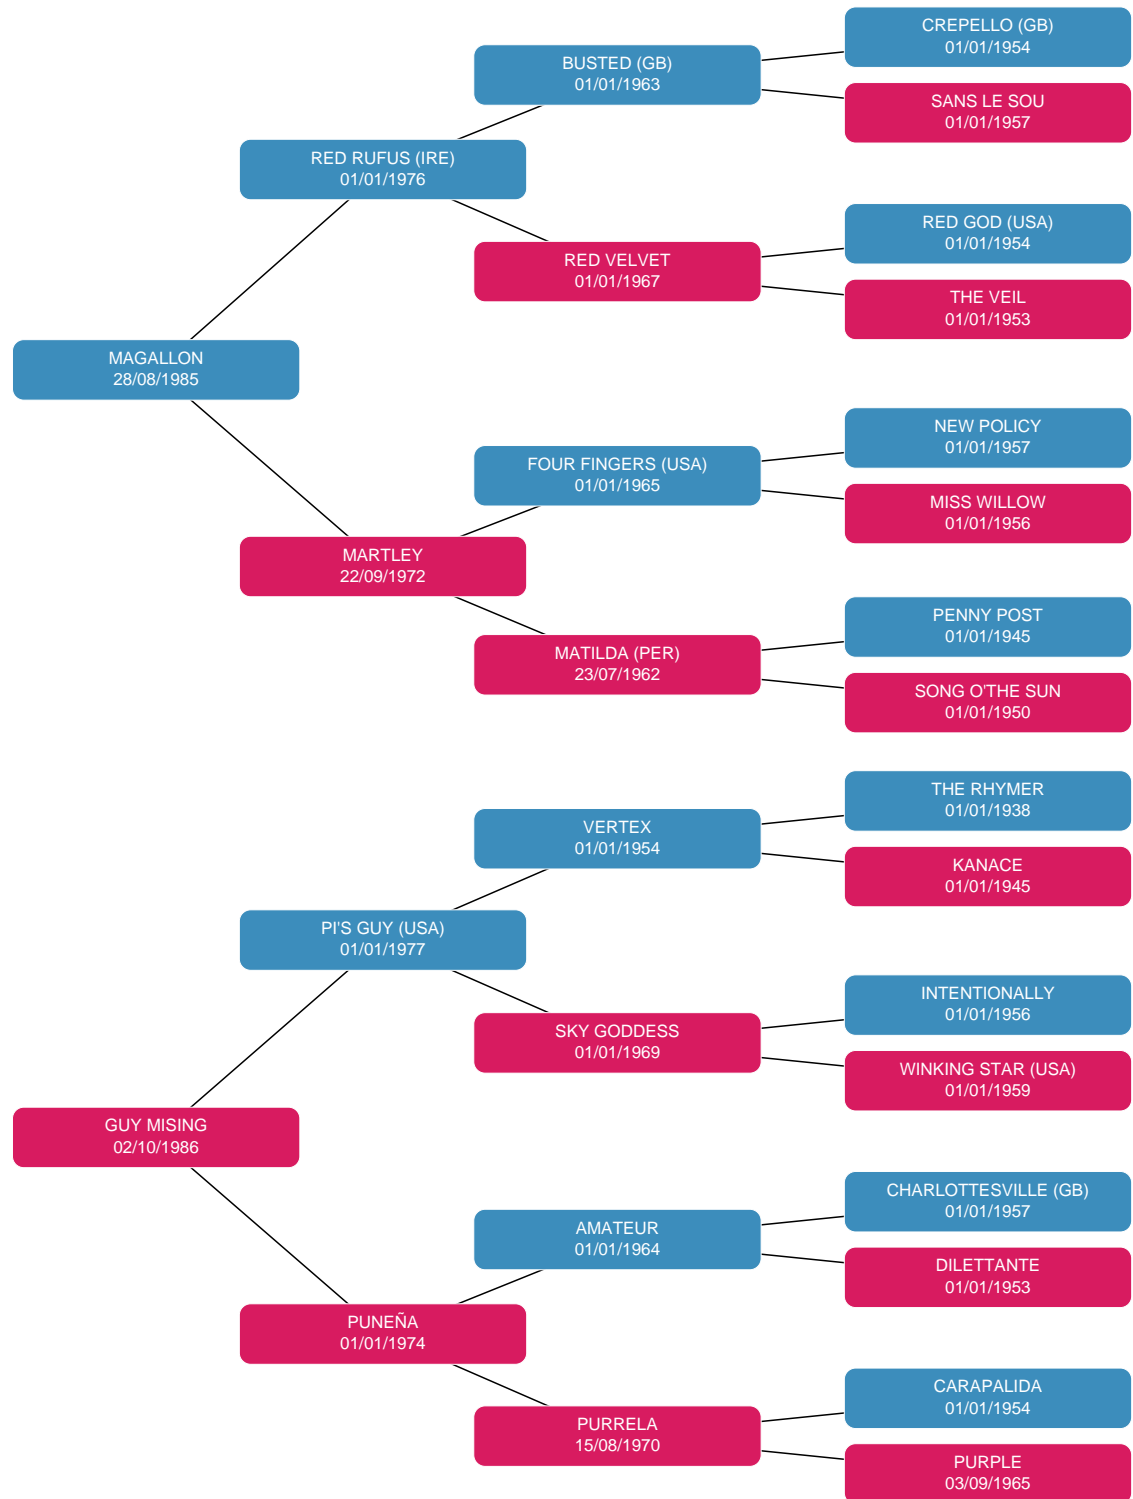 CREPELLO (GB)
01/01/1954
BUSTED (GB)
01/01/1963
SANS LE SOU
01/01/1957
RED RUFUS (IRE)
01/01/1976
RED GOD (USA)
01/01/1954
RED VELVET
01/01/1967
THE VEIL
01/01/1953
MAGALLON
28/08/1985
NEW POLICY
01/01/1957
FOUR FINGERS (USA)
01/01/1965
MISS WILLOW
01/01/1956
MARTLEY
22/09/1972
PENNY POST
01/01/1945
MATILDA (PER)
23/07/1962
SONG O'THE SUN
01/01/1950
THE RHYMER
01/01/1938
VERTEX
01/01/1954
KANACE
01/01/1945
PI'S GUY (USA)
01/01/1977
INTENTIONALLY
01/01/1956
SKY GODDESS
01/01/1969
WINKING STAR (USA)
01/01/1959
GUY MISING
02/10/1986
CHARLOTTESVILLE (GB)
01/01/1957
AMATEUR
01/01/1964
DILETTANTE
01/01/1953
PUNEÑA
01/01/1974
CARAPALIDA
01/01/1954
PURRELA
15/08/1970
PURPLE
03/09/1965